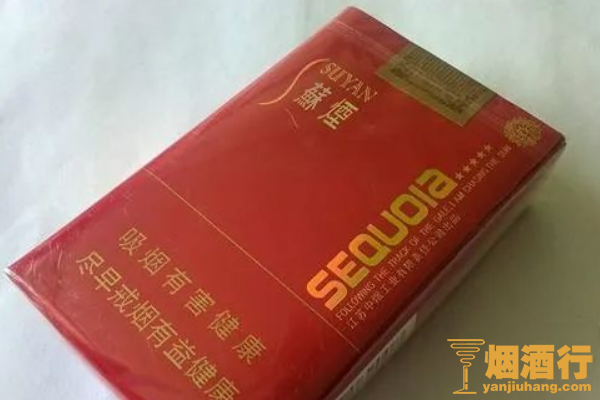 SUYAN
蘇煙
SEQUOIA
★★★★★
FOLLOWING THE TRACK OF THE GALE, I AM CHASING THE SUN
江苏中烟工业有限责任公司出品
吸烟有害健康
尽早戒烟有益健康
烟酒行
yanjiuhang.com